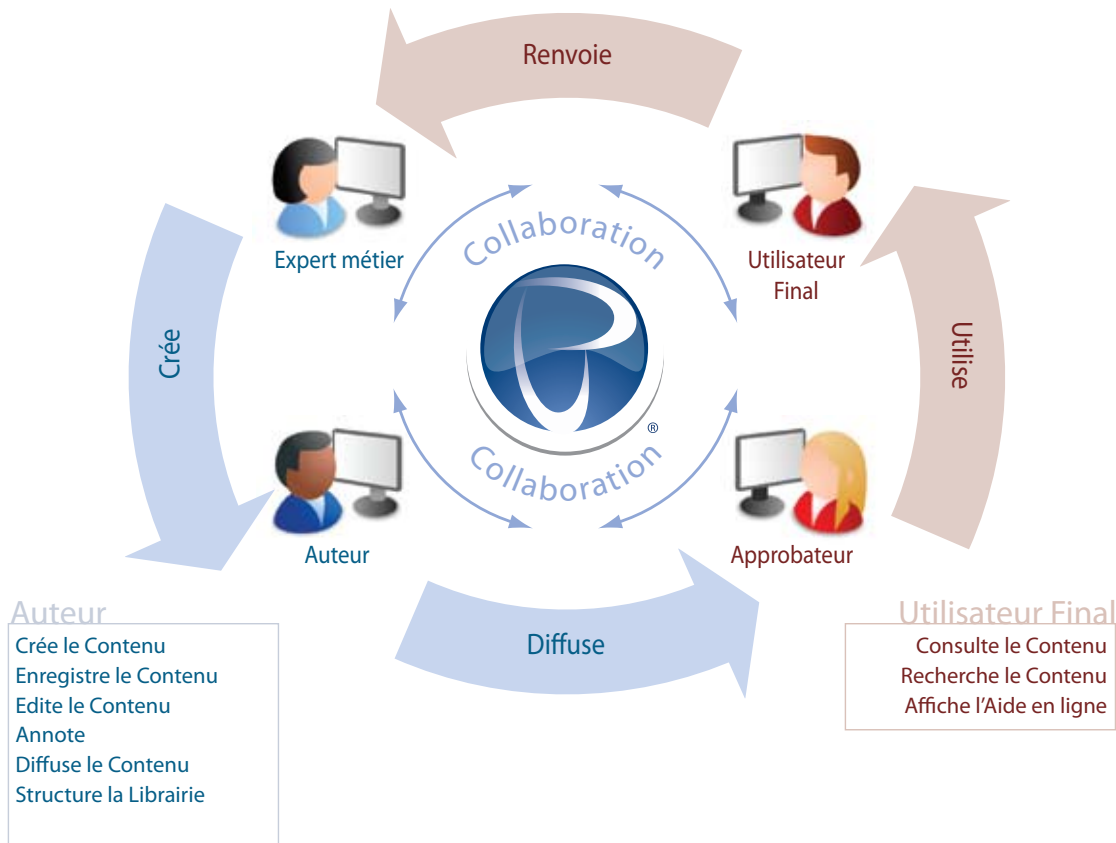 Renvoie
Collaboration
Expert métier
Utilisateur
Final
Crée
Utilise
®
Collaboration
Auteur
Approbateur
Diffuse
Auteur
Crée le Contenu
Enregistre le Contenu
Edite le Contenu
Annote
Diffuse le Contenu
Structure la Librairie
Utilisateur Final
Consulte le Contenu
Recherche le Contenu
Affiche l'Aide en ligne